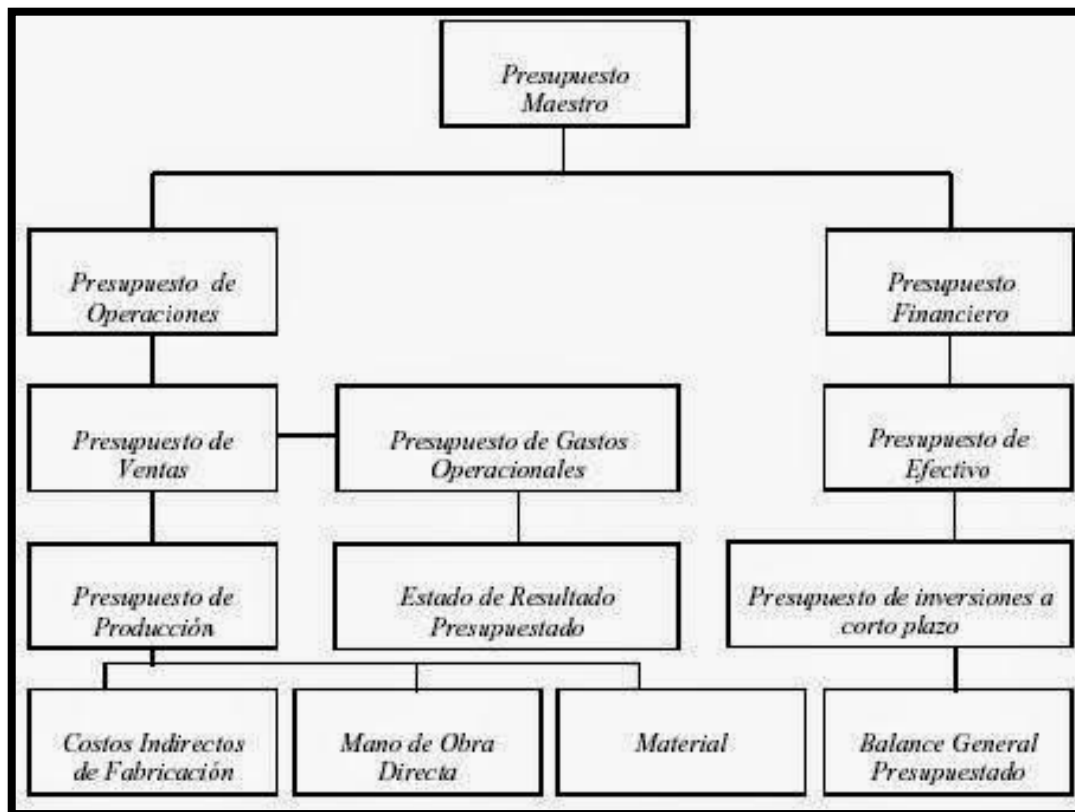 Presupuesto
Maestro
Presupuesto de
Operaciones
Presupuesto
Financiero
Presupuesto de
Ventas
Presupuesto de Gastos
Operacionales
Presupuesto de
Efectivo
Presupuesto de
Producción
Estado de Resultado
Presupuestado
Presupuesto de inversiones a
corto plazo
Costos Indirectos
de Fabricación
Mano de Obra
Directa
Material
Balance General
Presupuestado